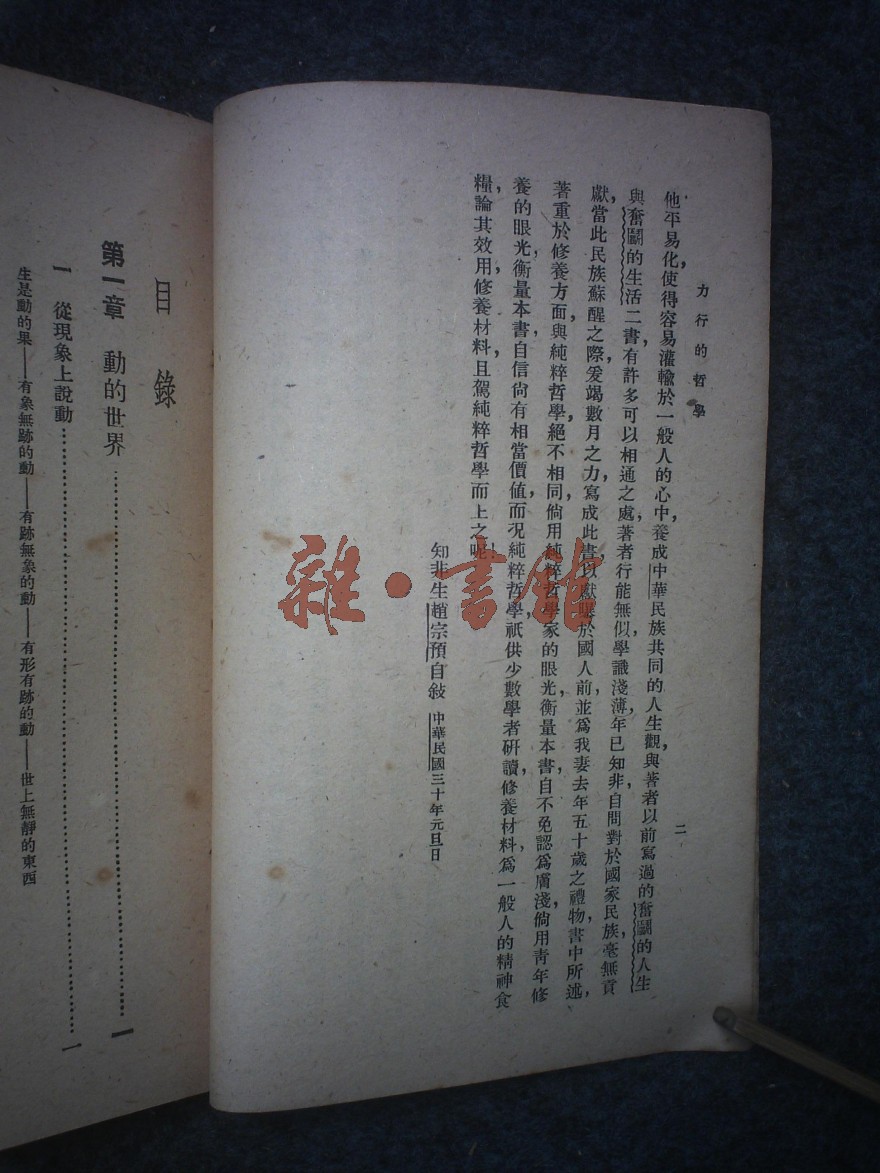 力行的哲學
二
他平易化，使得容易灌輸於一般人的心中，養成中華民族共同的人生觀，與著者以前寫過的奮鬭的人生
與奮鬭的生活二書，有許多可以相通之處。著者行能無似，學識淺薄，年已知非，自問對於國家民族，毫無貢
獻，當此民族蘇醒之際，爰竭數月之力，寫成此書，以獻曝於國人前，並爲我妻去年五十歲之禮物，書中所述，
著重於修養方面，與純粹哲學，絕不相同，倘用純粹哲學家的眼光，衡量本書，自不免認爲膚淺，倘用青年修
養的眼光，衡量本書，自信尙有相當價値，而況純粹哲學，祇供少數學者研讀，修養材料，爲一般人的精神食
糧，論其效用，修養材料，且駕純粹哲學而上之呢！
知非生趙宗預自敍 中華民國三十年元旦日
雜·書館
目錄
第一章 動的世界……一
一 從現象上說動……一
生是動的果——有象無跡的動——有跡無象的動——有形有跡的動——世上無靜的東西